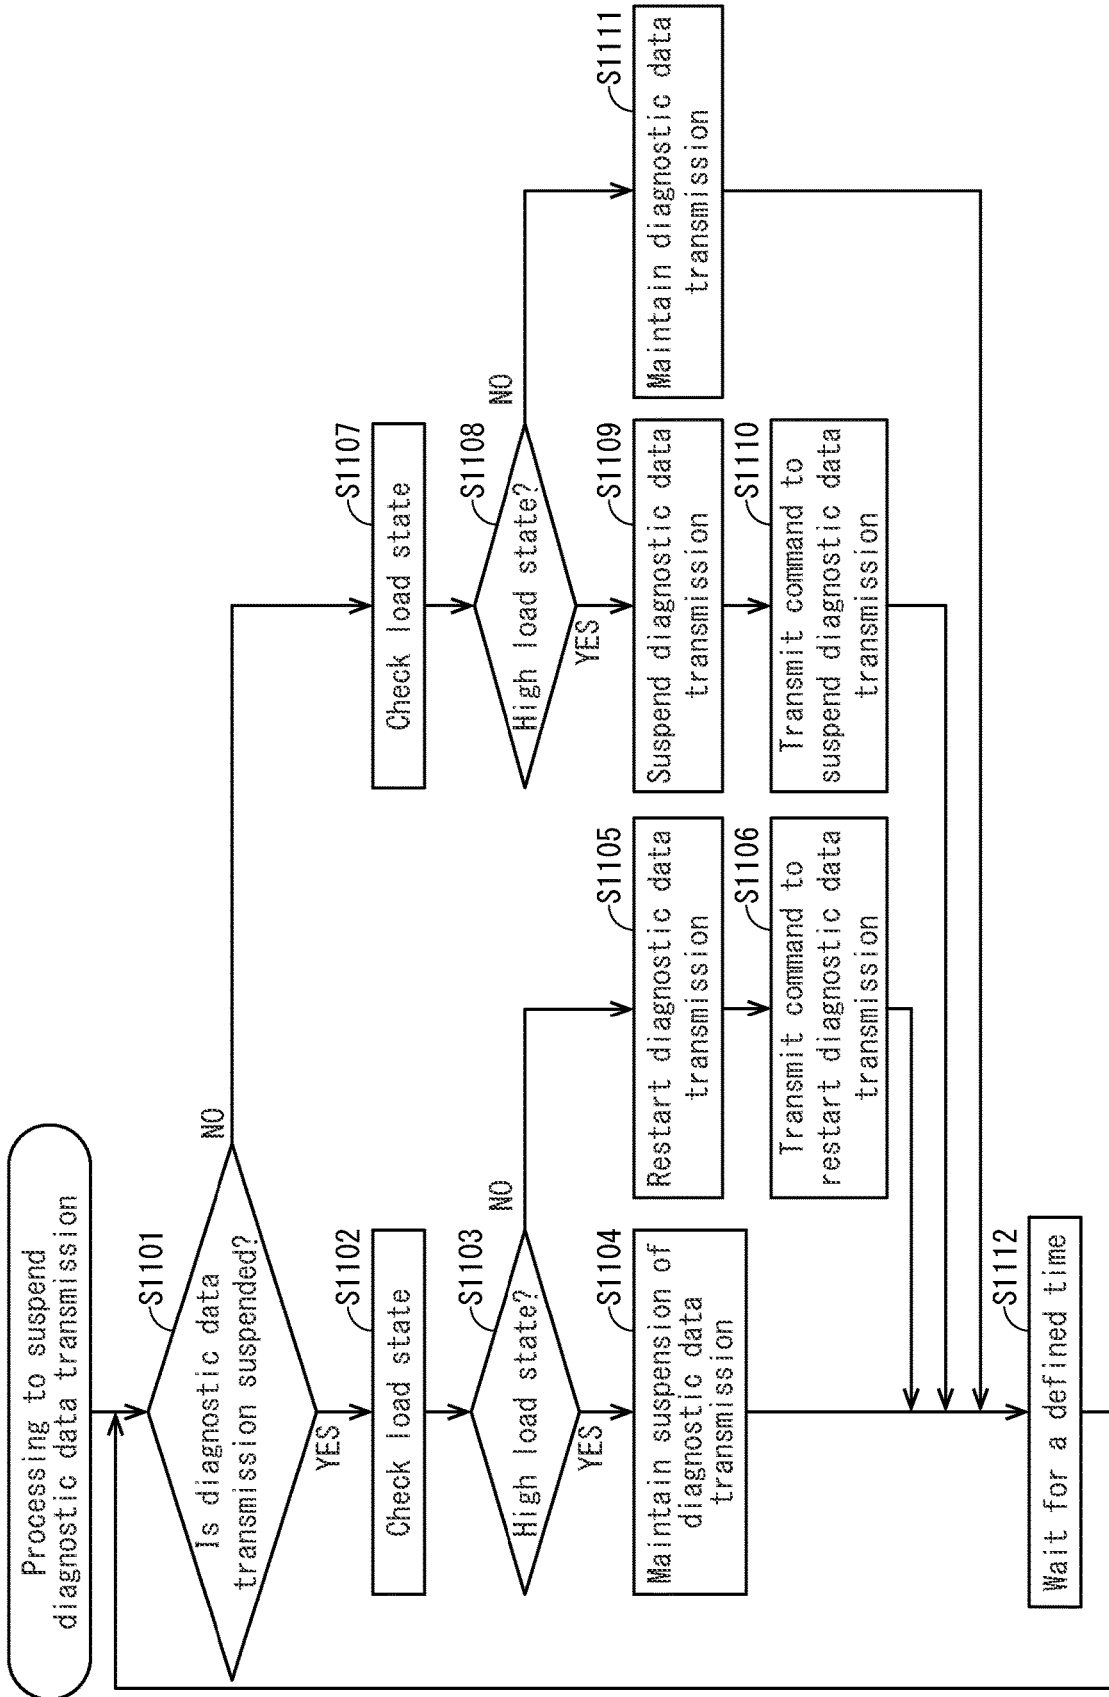 Processing to suspend
diagnostic data transmission
S1101
Is diagnostic data
transmission suspended?
NO
YES
S1102
Check load state
S1103
High load state?
NO
YES
S1104
Maintain suspension of
diagnostic data
transmission
S1105
Restart diagnostic data
transmission
S1106
Transmit command to
restart diagnostic data
transmission
S1107
Check load state
S1108
High load state?
NO
YES
S1109
Suspend diagnostic data
transmission
S1110
Transmit command to
suspend diagnostic data
transmission
S1111
Maintain diagnostic data
transmission
S1112
Wait for a defined time